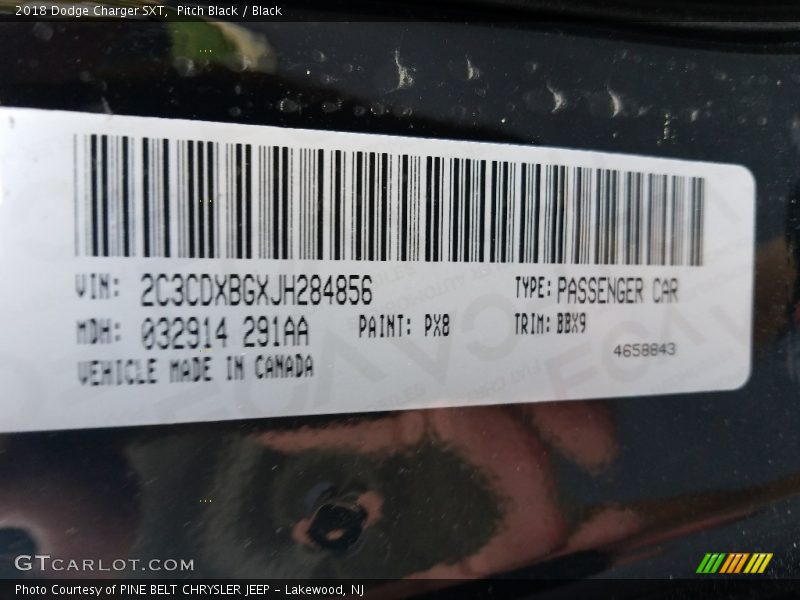 2018 Dodge Charger SXT,  Pitch Black / Black
VIN: 2C3CDXBGXJH284856
TYPE: PASSENGER CAR
MDH: 032914 291AA
PAINT: PX8
TRIM: BBX9
VEHICLE MADE IN CANADA
4658843
GTCARLOT.COM
Photo Courtesy of PINE BELT CHRYSLER JEEP - Lakewood, NJ